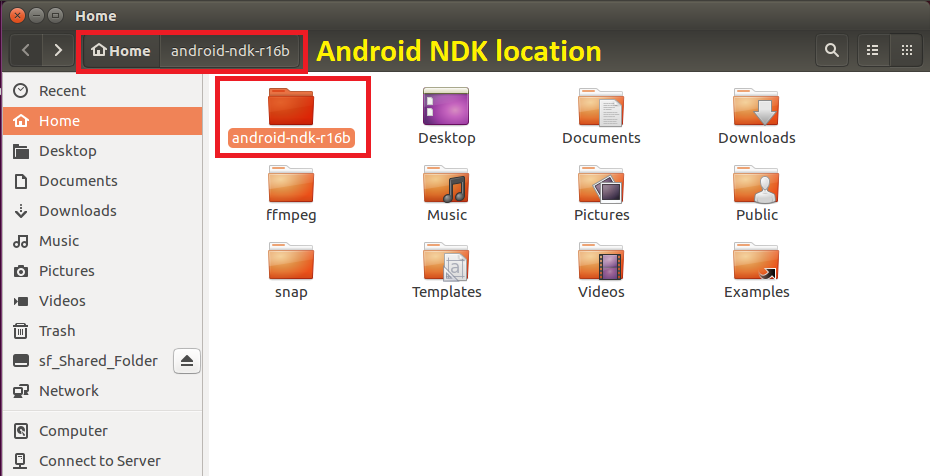 Home
Home android-ndk-r16b Android NDK location
Recent
Home
Desktop
Documents
Downloads
Music
Pictures
Videos
Trash
sf_Shared_Folder
Network
Computer
Connect to Server
android-ndk-r16b Desktop Documents Downloads
ffmpeg Music Pictures Public
snap Templates Videos Examples